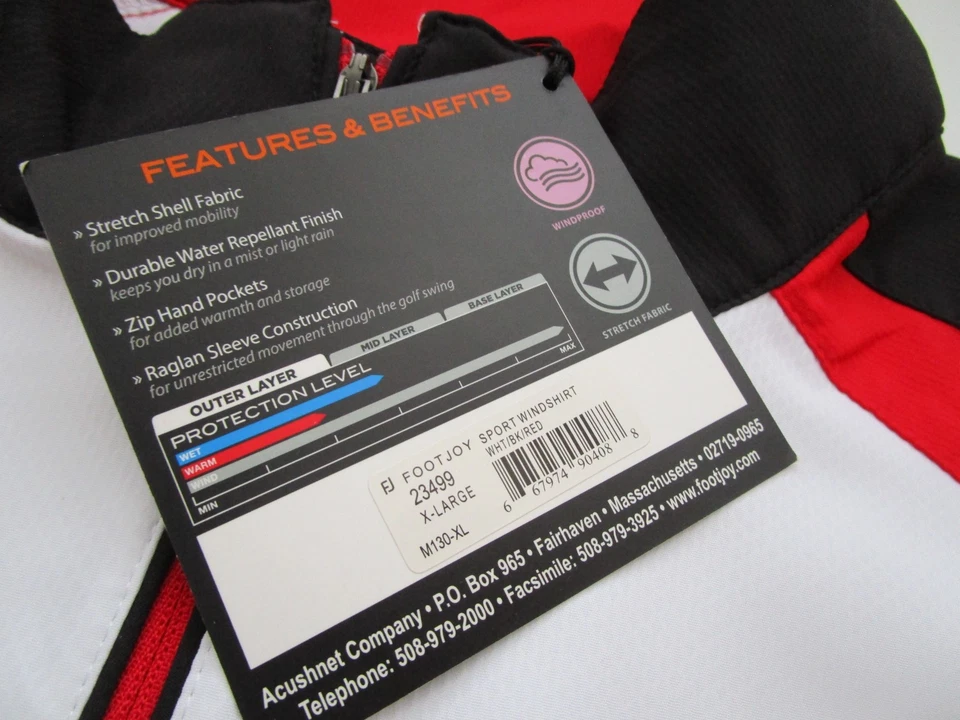 FEATURES & BENEFITS
» Stretch Shell Fabric
for improved mobility
» Durable Water Repellant Finish
keeps you dry in a mist or light rain
» Zip Hand Pockets
for added warmth and storage
» Raglan Sleeve Construction
for unrestricted movement through the golf swing
WINDPROOF
STRETCH FABRIC
OUTER LAYER
MID LAYER
BASE LAYER
PROTECTION LEVEL
WET
WARM
WIND
MIN
MAX
FJ FOOTJOY SPORT WINDSHIRT
23499 WHT/BK/RED
X-LARGE
M130-XL
6 67974 90408 8
Acushnet Company • P.O. Box 965 • Fairhaven • Massachusetts • 02719-0965
Telephone: 508-979-2000 • Facsimile: 508-979-3925 • www.footjoy.com